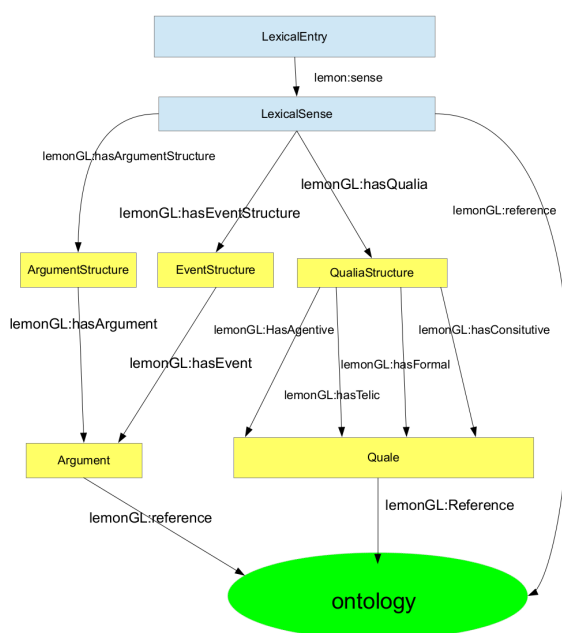 LexicalEntry
lemon:sense
LexicalSense
lemonGL:hasArgumentStructure
lemonGL:hasQualia
lemonGL:hasEventStructure
lemonGL:reference
ArgumentStructure
EventStructure
QualiaStructure
lemonGL:hasArgument
lemonGL:HasAgentive
lemonGL:hasConsitutive
lemonGL:hasEvent
lemonGL:hasFormal
lemonGL:hasTelic
Argument
Quale
lemonGL:reference
lemonGL:Reference
ontology